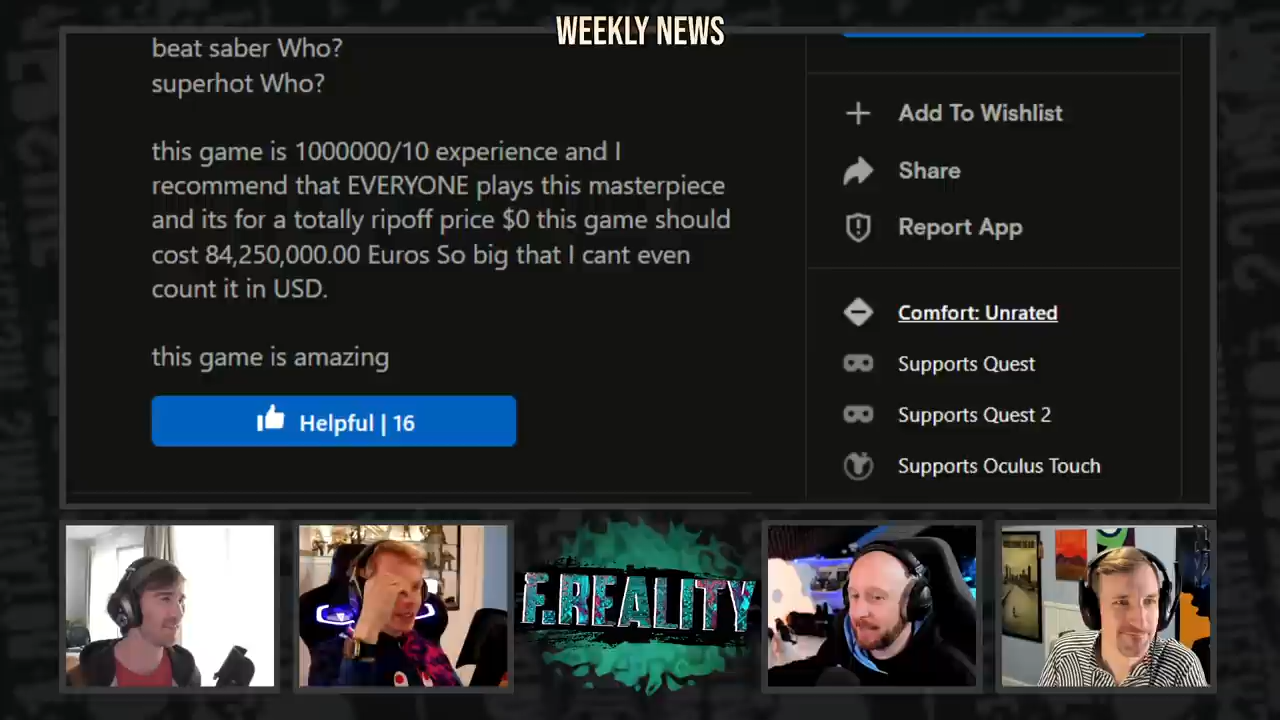 WEEKLY NEWS
beat saber Who?
superhot Who?
this game is 1000000/10 experience and I
recommend that EVERYONE plays this masterpiece
and its for a totally ripoff price $0 this game should
cost 84,250,000.00 Euros So big that I cant even
count it in USD.
this game is amazing
Helpful | 16
Add To Wishlist
Share
Report App
Comfort: Unrated
Supports Quest
Supports Quest 2
Supports Oculus Touch
F.REALITY